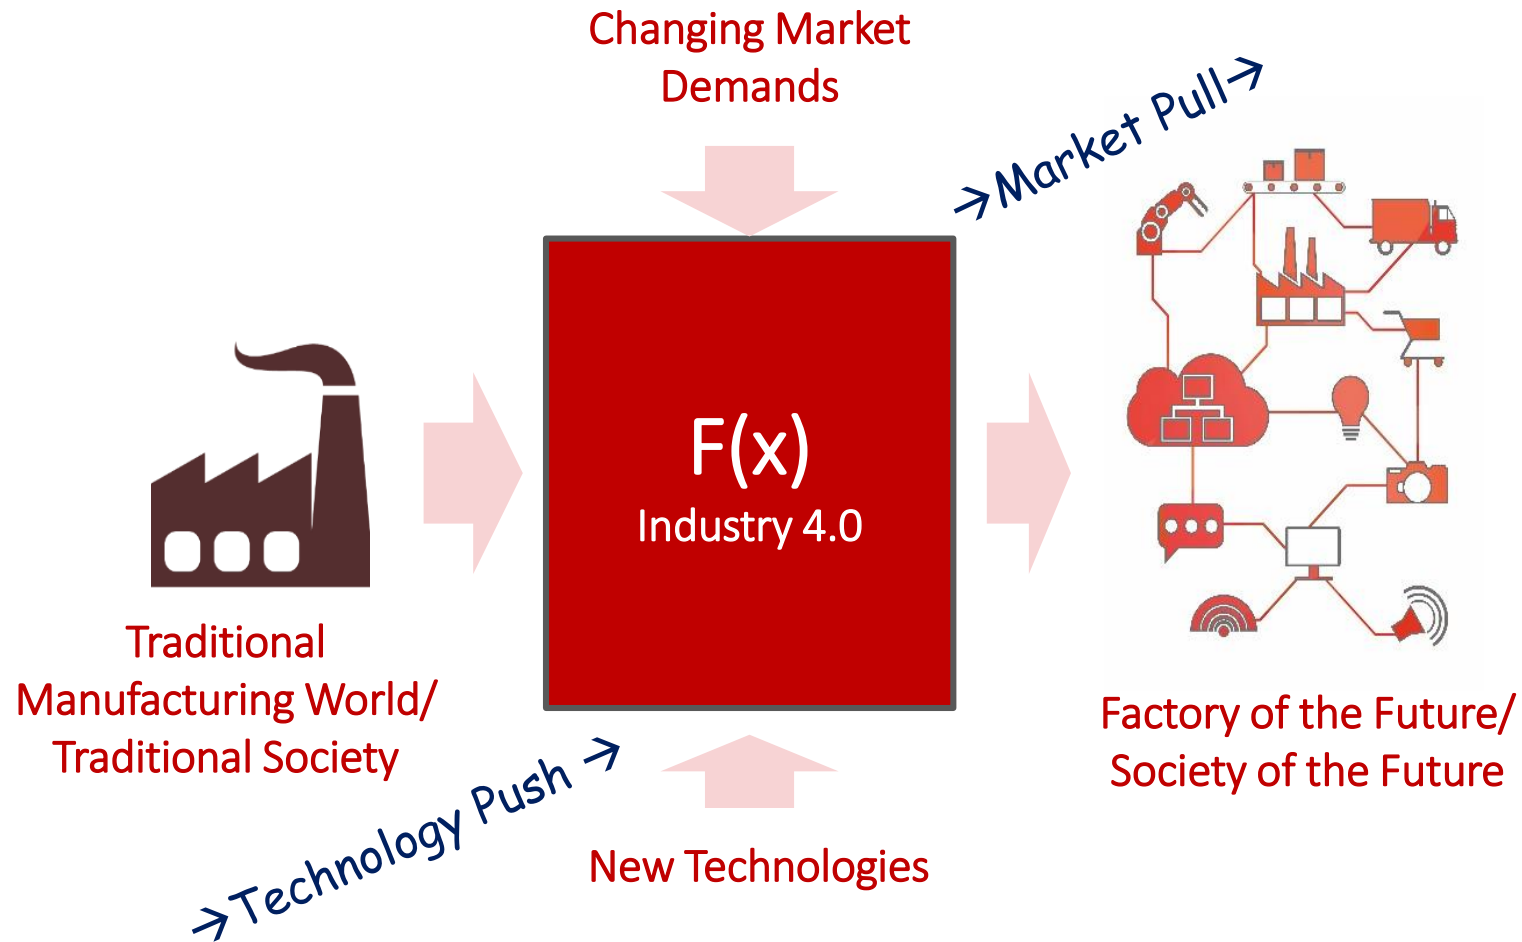 Changing Market
Demands
→Market Pull→
F(x)
Industry 4.0
Traditional
Manufacturing World/
Traditional Society
Factory of the Future/
Society of the Future
→Technology Push →
New Technologies